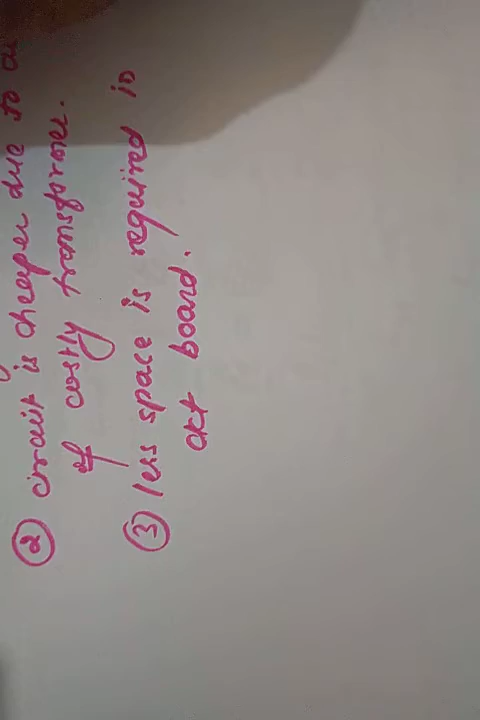 ② circuit is cheaper due to
of costly transformer.
③ less space is required in
ckt board.